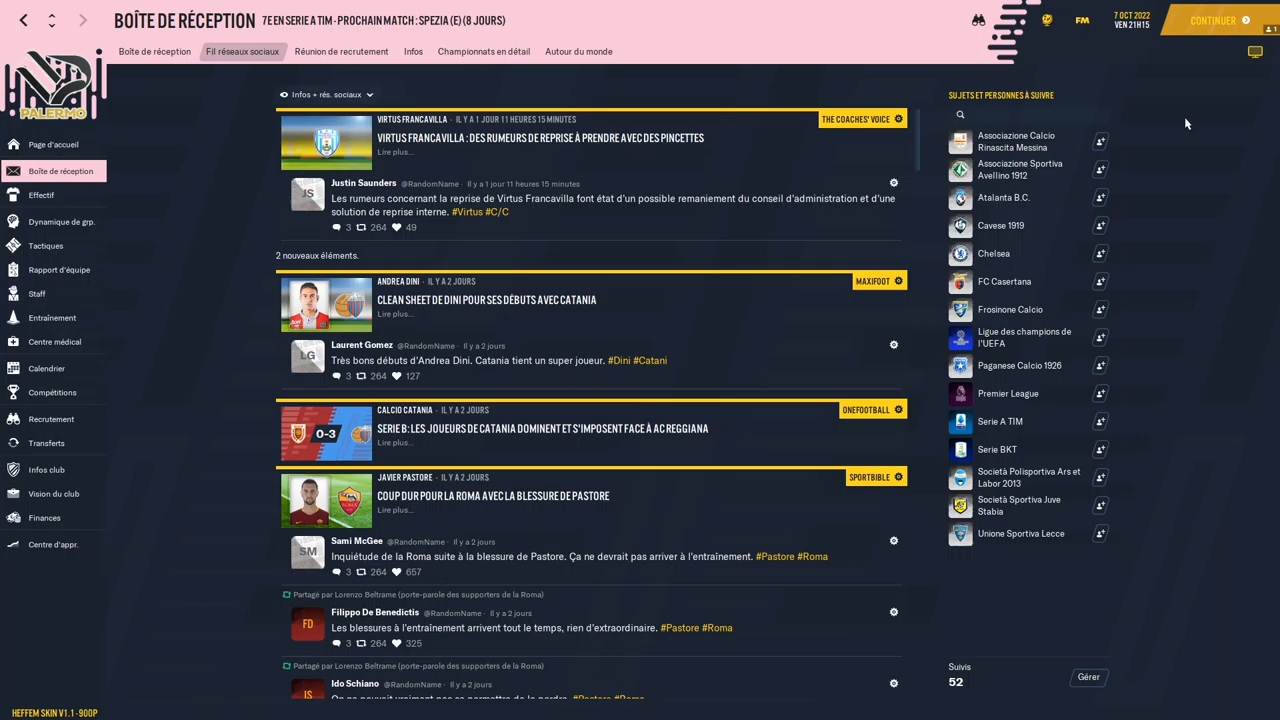 BOÎTE DE RÉCEPTION 7E EN SERIE A TIM - PROCHAIN MATCH : SPEZIA (E) (8 JOURS)
FM
7 OCT 2022
VEN 21H15
CONTINUER
1
Boîte de réception Fil réseaux sociaux Réunion de recrutement Infos Championnats en détail Autour du monde
PALERMO
Page d'accueil
Boîte de réception
Effectif
Dynamique de grp.
Tactiques
Rapport d'équipe
Staff
Entraînement
Centre médical
Calendrier
Compétitions
Recrutement
Transferts
Infos club
Vision du club
Finances
Centre d'appr.
HEFFEM SKIN V1.1 - 900P
Infos + rés. sociaux
VIRTUS FRANCAVILLA - IL Y A 1 JOUR 11 HEURES 15 MINUTES
THE COACHES' VOICE
VIRTUS FRANCAVILLA : DES RUMEURS DE REPRISE À PRENDRE AVEC DES PINCETTES
Lire plus...
JS
Justin Saunders @RandomName · Il y a 1 jour 11 heures 15 minutes
Les rumeurs concernant la reprise de Virtus Francavilla font état d'un possible remaniement du conseil d'administration et d'une
solution de reprise interne. #Virtus #C/C
3 264 49
2 nouveaux éléments.
ANDREA DINI - IL Y A 2 JOURS
MAXIFOOT
CLEAN SHEET DE DINI POUR SES DÉBUTS AVEC CATANIA
Lire plus...
LG
Laurent Gomez @RandomName · Il y a 2 jours
Très bons débuts d'Andrea Dini. Catania tient un super joueur. #Dini #Catani
3 264 127
CALCIO CATANIA - IL Y A 2 JOURS
ONEFOOTBALL
0-3
SERIE B : LES JOUEURS DE CATANIA DOMINENT ET S'IMPOSENT FACE À AC REGGIANA
Lire plus...
JAVIER PASTORE - IL Y A 2 JOURS
SPORTBIBLE
COUP DUR POUR LA ROMA AVEC LA BLESSURE DE PASTORE
Lire plus...
SM
Sami McGee @RandomName · Il y a 2 jours
Inquiétude de la Roma suite à la blessure de Pastore. Ça ne devrait pas arriver à l'entraînement. #Pastore #Roma
3 264 657
Partagé par Lorenzo Beltrame (porte-parole des supporters de la Roma)
FD
Filippo De Benedictis @RandomName · Il y a 2 jours
Les blessures à l'entraînement arrivent tout le temps, rien d'extraordinaire. #Pastore #Roma
3 264 325
Partagé par Lorenzo Beltrame (porte-parole des supporters de la Roma)
IS
Ido Schiano @RandomName · Il y a 2 jours
SUJETS ET PERSONNES À SUIVRE
Associazione Calcio
Rinascita Messina
Associazione Sportiva
Avellino 1912
Atalanta B.C.
Cavese 1919
Chelsea
FC Casertana
Frosinone Calcio
Ligue des champions de
l'UEFA
Paganese Calcio 1926
Premier League
Serie A TIM
Serie BKT
Società Polisportiva Ars et
Labor 2013
Società Sportiva Juve
Stabia
Unione Sportiva Lecce
Suivis
52
Gérer